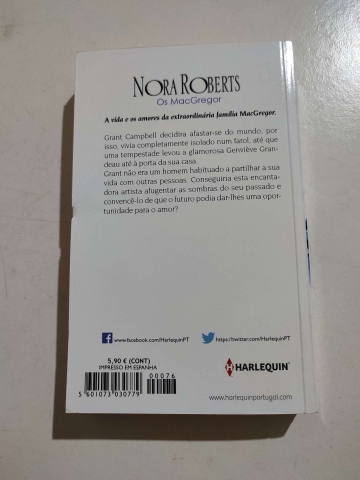 NORA ROBERTS
Os MacGregor
A vida e os amores da extraordinária família MacGregor.
Grant Campbell decidira afastar-se do mundo, por
isso, vivia completamente isolado num farol, até que
uma tempestade levou a glamorosa Genviève Gran-
deau até à porta da sua casa.
Grant não era um homem habituado a partilhar a sua
vida com outras pessoas. Conseguiria esta encanta-
dora artista afugentar as sombras do seu passado e
convencê-lo de que o futuro podia dar-lhes uma opor-
tunidade para o amor?
www.facebook.com/HarlequinPT
https://twitter.com/HarlequinPT
5,90 € (CONT)
IMPRESSO EM ESPANHA
00076
5 601073 030779
HARLEQUIN™
www.harlequinportugal.com